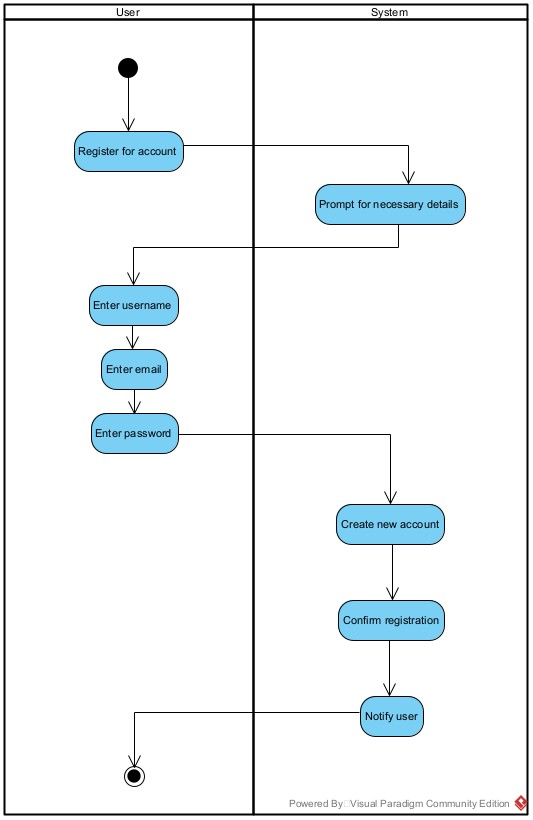 User
System
Register for account
Prompt for necessary details
Enter username
Enter email
Enter password
Create new account
Confirm registration
Notify user
Powered By Visual Paradigm Community Edition